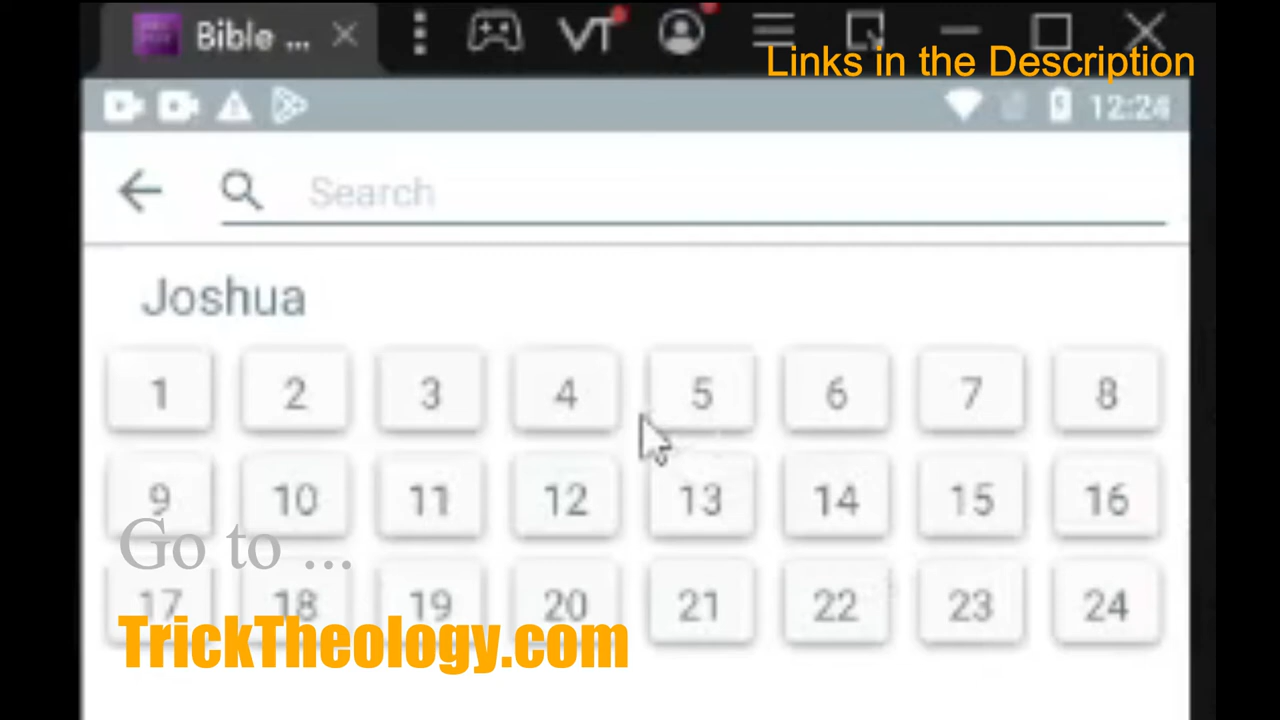 Bible ...
Links in the Description
12:24
Search
Joshua
1 2 3 4 5 6 7 8
9 10 11 12 13 14 15 16
Go to ...
17 18 19 20 21 22 23 24
TrickTheology.com